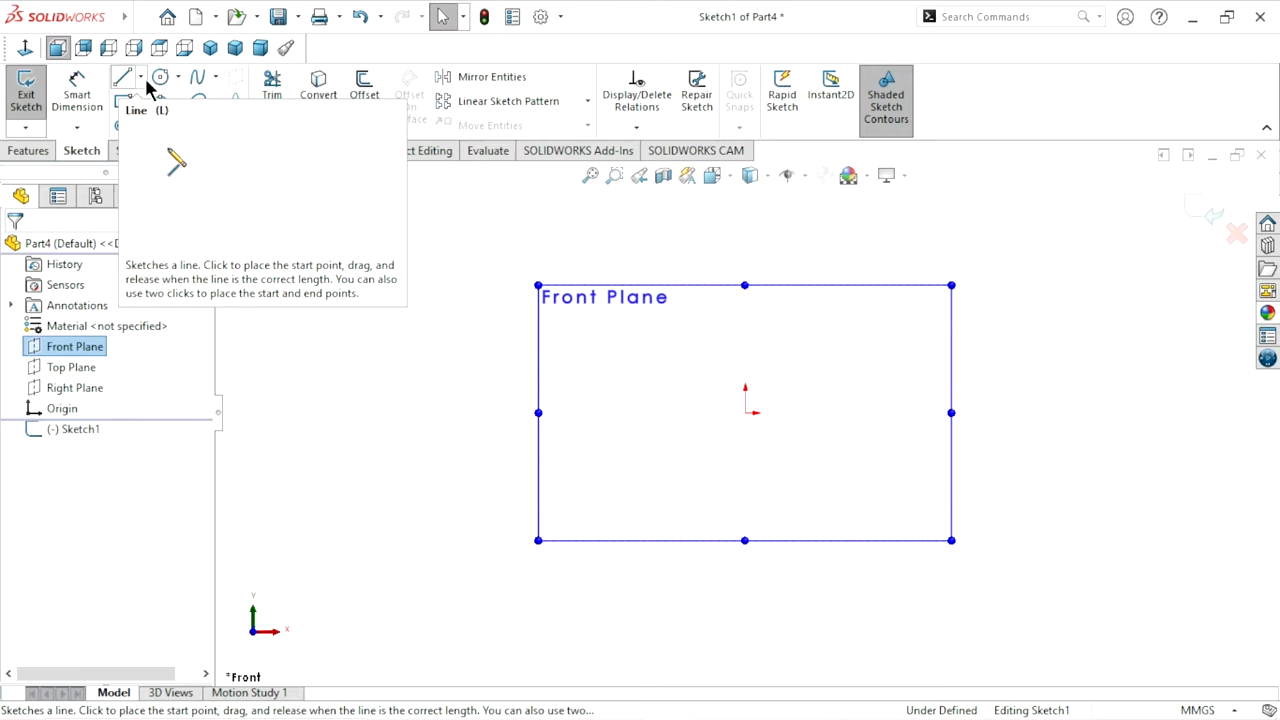 SOLIDWORKS
Sketch1 of Part4 *
Search Commands
Exit
Sketch
Smart
Dimension
Trim
Convert
Offset
Mirror Entities
Linear Sketch Pattern
Move Entities
Display/Delete
Relations
Repair
Sketch
Quick
Snaps
Rapid
Sketch
Instant2D
Shaded
Sketch
Contours
Line (L)
Sketches a line. Click to place the start point, drag, and
release when the line is the correct length. You can also
use two clicks to place the start and end points.
Features
Sketch
Evaluate
SOLIDWORKS Add-Ins
SOLIDWORKS CAM
Part4 (Default) <<D
History
Sensors
Annotations
Material <not specified>
Front Plane
Top Plane
Right Plane
Origin
(-) Sketch1
Front Plane
Y
X
*Front
Model
3D Views
Motion Study 1
Sketches a line. Click to place the start point, drag, and release when the line is the correct length. You can also use two...
Under Defined
Editing Sketch1
MMGS